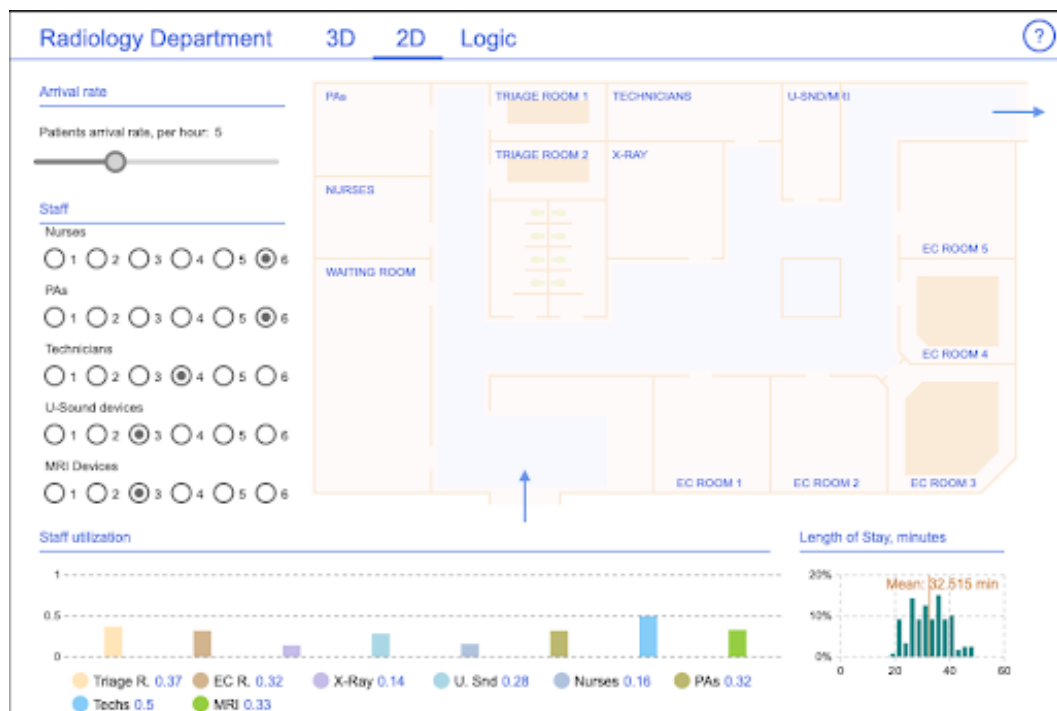 Radiology Department 3D 2D Logic ?
Arrival rate
Patients arrival rate, per hour: 5
Staff
Nurses
1 2 3 4 5 6
PAs
1 2 3 4 5 6
Technicians
1 2 3 4 5 6
U-Sound devices
1 2 3 4 5 6
MRI Devices
1 2 3 4 5 6
PAs TRIAGE ROOM 1 TECHNICIANS U-SND/MRI
TRIAGE ROOM 2 X-RAY
NURSES
EC ROOM 5
WAITING ROOM
EC ROOM 4
EC ROOM 1 EC ROOM 2 EC ROOM 3
Staff utilization
1
0.5
0
Triage R. 0.37 EC R. 0.32 X-Ray 0.14 U. Snd 0.28 Nurses 0.16 PAs 0.32
Techs 0.5 MRI 0.33
Length of Stay, minutes
20%
Mean: 32.515 min
10%
0%
0 20 40 60